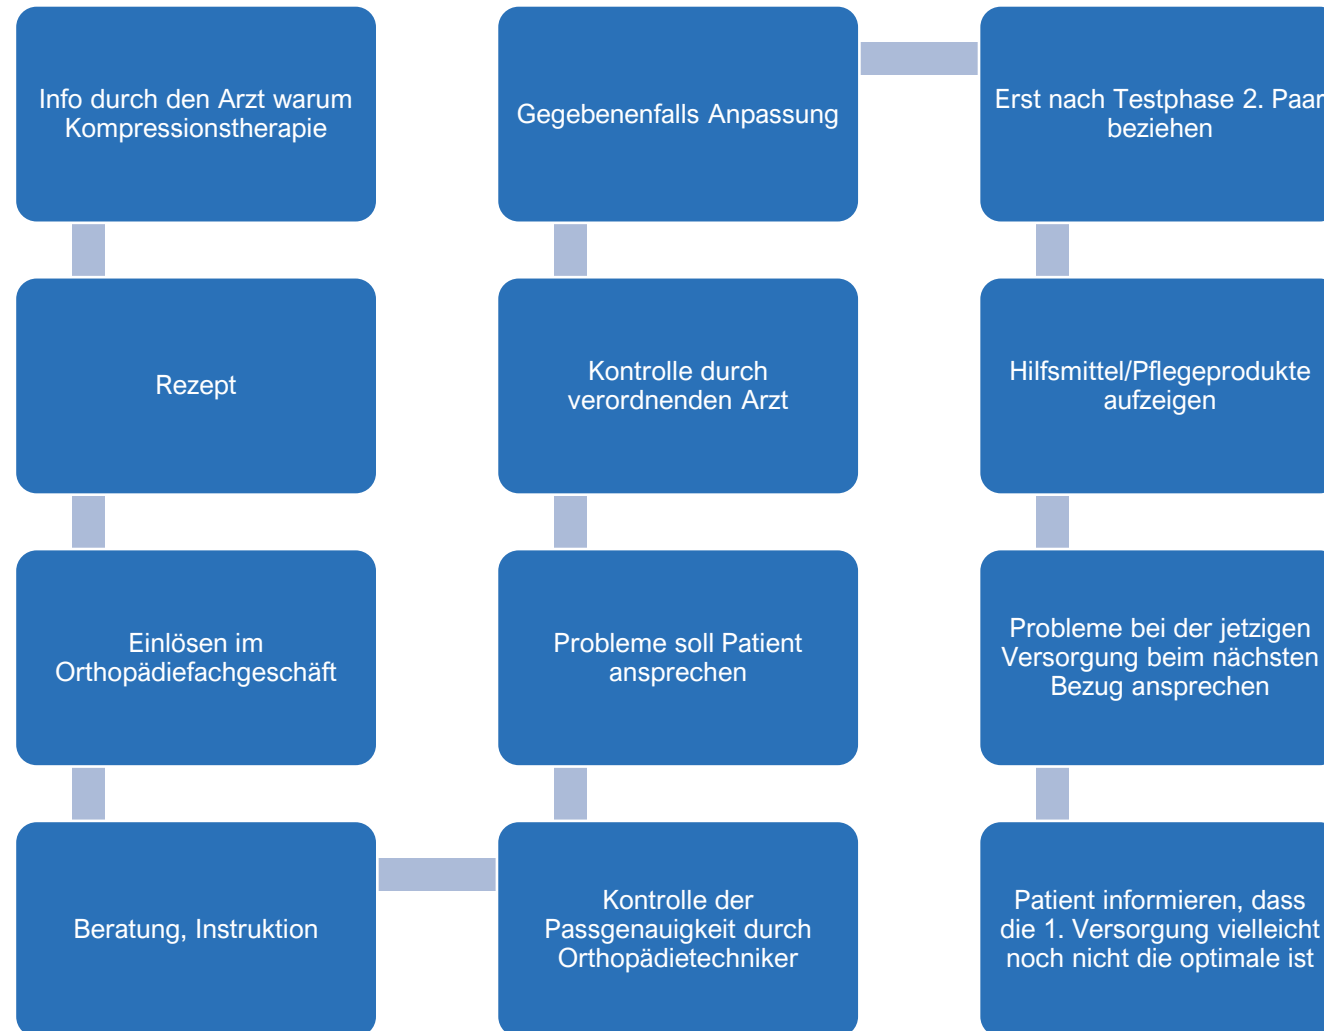 Info durch den Arzt warum
Kompressionstherapie
Rezept
Einlösen im
Orthopädiefachgeschäft
Beratung, Instruktion
Kontrolle der
Passgenauigkeit durch
Orthopädietechniker
Probleme soll Patient
ansprechen
Kontrolle durch
verordnenden Arzt
Gegebenenfalls Anpassung
Erst nach Testphase 2. Paar
beziehen
Hilfsmittel/Pflegeprodukte
aufzeigen
Probleme bei der jetzigen
Versorgung beim nächsten
Bezug ansprechen
Patient informieren, dass
die 1. Versorgung vielleicht
noch nicht die optimale ist